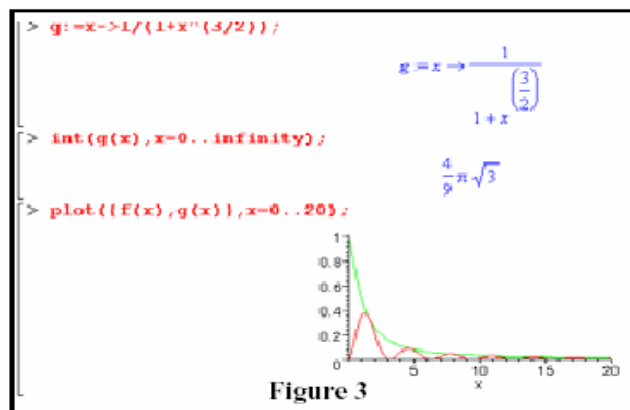 > g:=x->1/(1+x^(3/2));
g := x → 1 / (1 + x^(3/2))
> int(g(x),x=0..infinity);
4/9 π √3
> plot([f(x),g(x)],x=0..20);
1
0.8
0.6
0.4
0.2
0 5 10 15 20
x
Figure 3